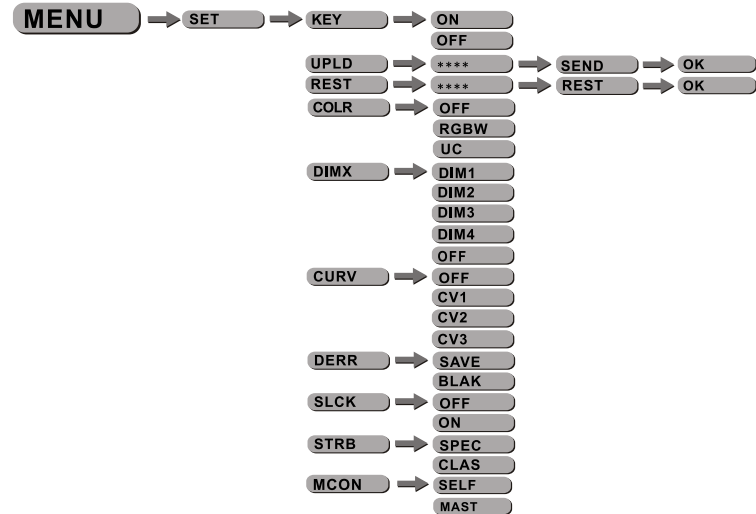 MENU SET KEY ON
OFF
UPLD **** SEND OK
REST **** REST OK
COLR OFF
RGBW
UC
DIMX DIM1
DIM2
DIM3
DIM4
OFF
CURV OFF
CV1
CV2
CV3
DERR SAVE
BLAK
SLCK OFF
ON
STRB SPEC
CLAS
MCON SELF
MAST